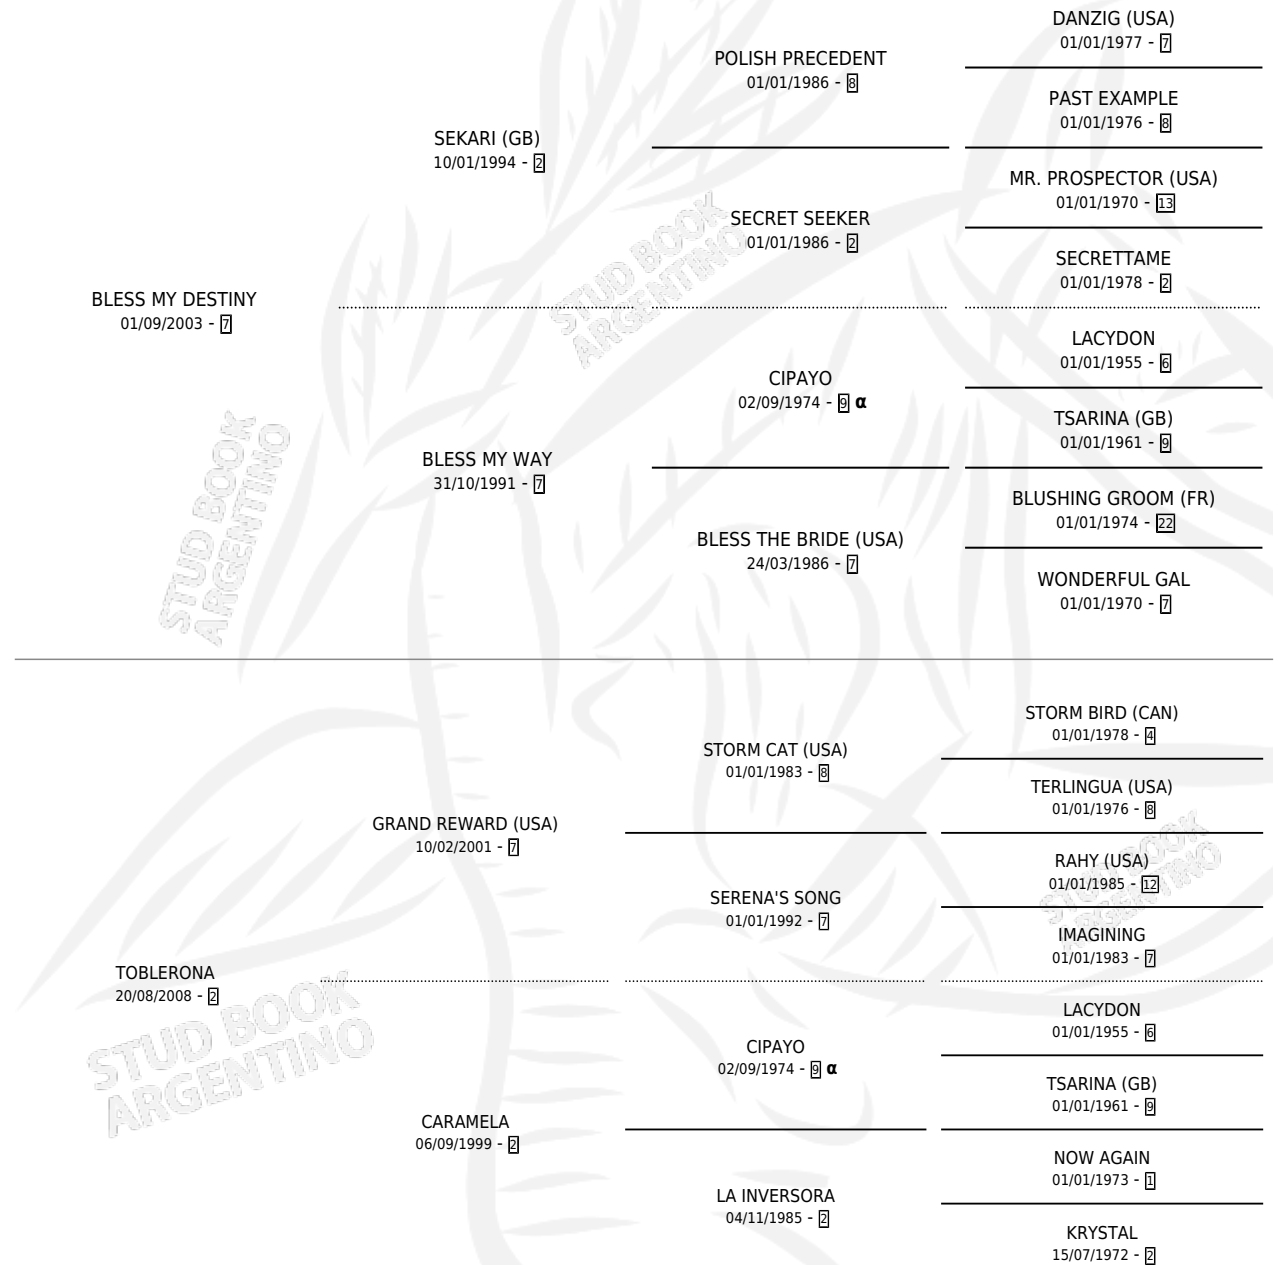 DANZIG (USA)
01/01/1977 - 7
POLISH PRECEDENT
01/01/1986 - 8
PAST EXAMPLE
01/01/1976 - 8
SEKARI (GB)
10/01/1994 - 2
MR. PROSPECTOR (USA)
01/01/1970 - 13
SECRET SEEKER
01/01/1986 - 2
SECRETTAME
01/01/1978 - 2
BLESS MY DESTINY
01/09/2003 - 7
LACYDON
01/01/1955 - 6
CIPAYO
02/09/1974 - 9 α
TSARINA (GB)
01/01/1961 - 9
BLESS MY WAY
31/10/1991 - 7
BLUSHING GROOM (FR)
01/01/1974 - 22
BLESS THE BRIDE (USA)
24/03/1986 - 7
WONDERFUL GAL
01/01/1970 - 7
STORM BIRD (CAN)
01/01/1978 - 4
STORM CAT (USA)
01/01/1983 - 8
TERLINGUA (USA)
01/01/1976 - 8
GRAND REWARD (USA)
10/02/2001 - 7
RAHY (USA)
01/01/1985 - 12
SERENA'S SONG
01/01/1992 - 7
IMAGINING
01/01/1983 - 7
TOBLERONA
20/08/2008 - 2
LACYDON
01/01/1955 - 6
CIPAYO
02/09/1974 - 9 α
TSARINA (GB)
01/01/1961 - 9
CARAMELA
06/09/1999 - 2
NOW AGAIN
01/01/1973 - 1
LA INVERSORA
04/11/1985 - 2
KRYSTAL
15/07/1972 - 2
STUD BOOK
ARGENTINO
STUD BOOK
ARGENTINO
STUD BOOK
ARGENTINO
STUD BOOK
ARGENTINO